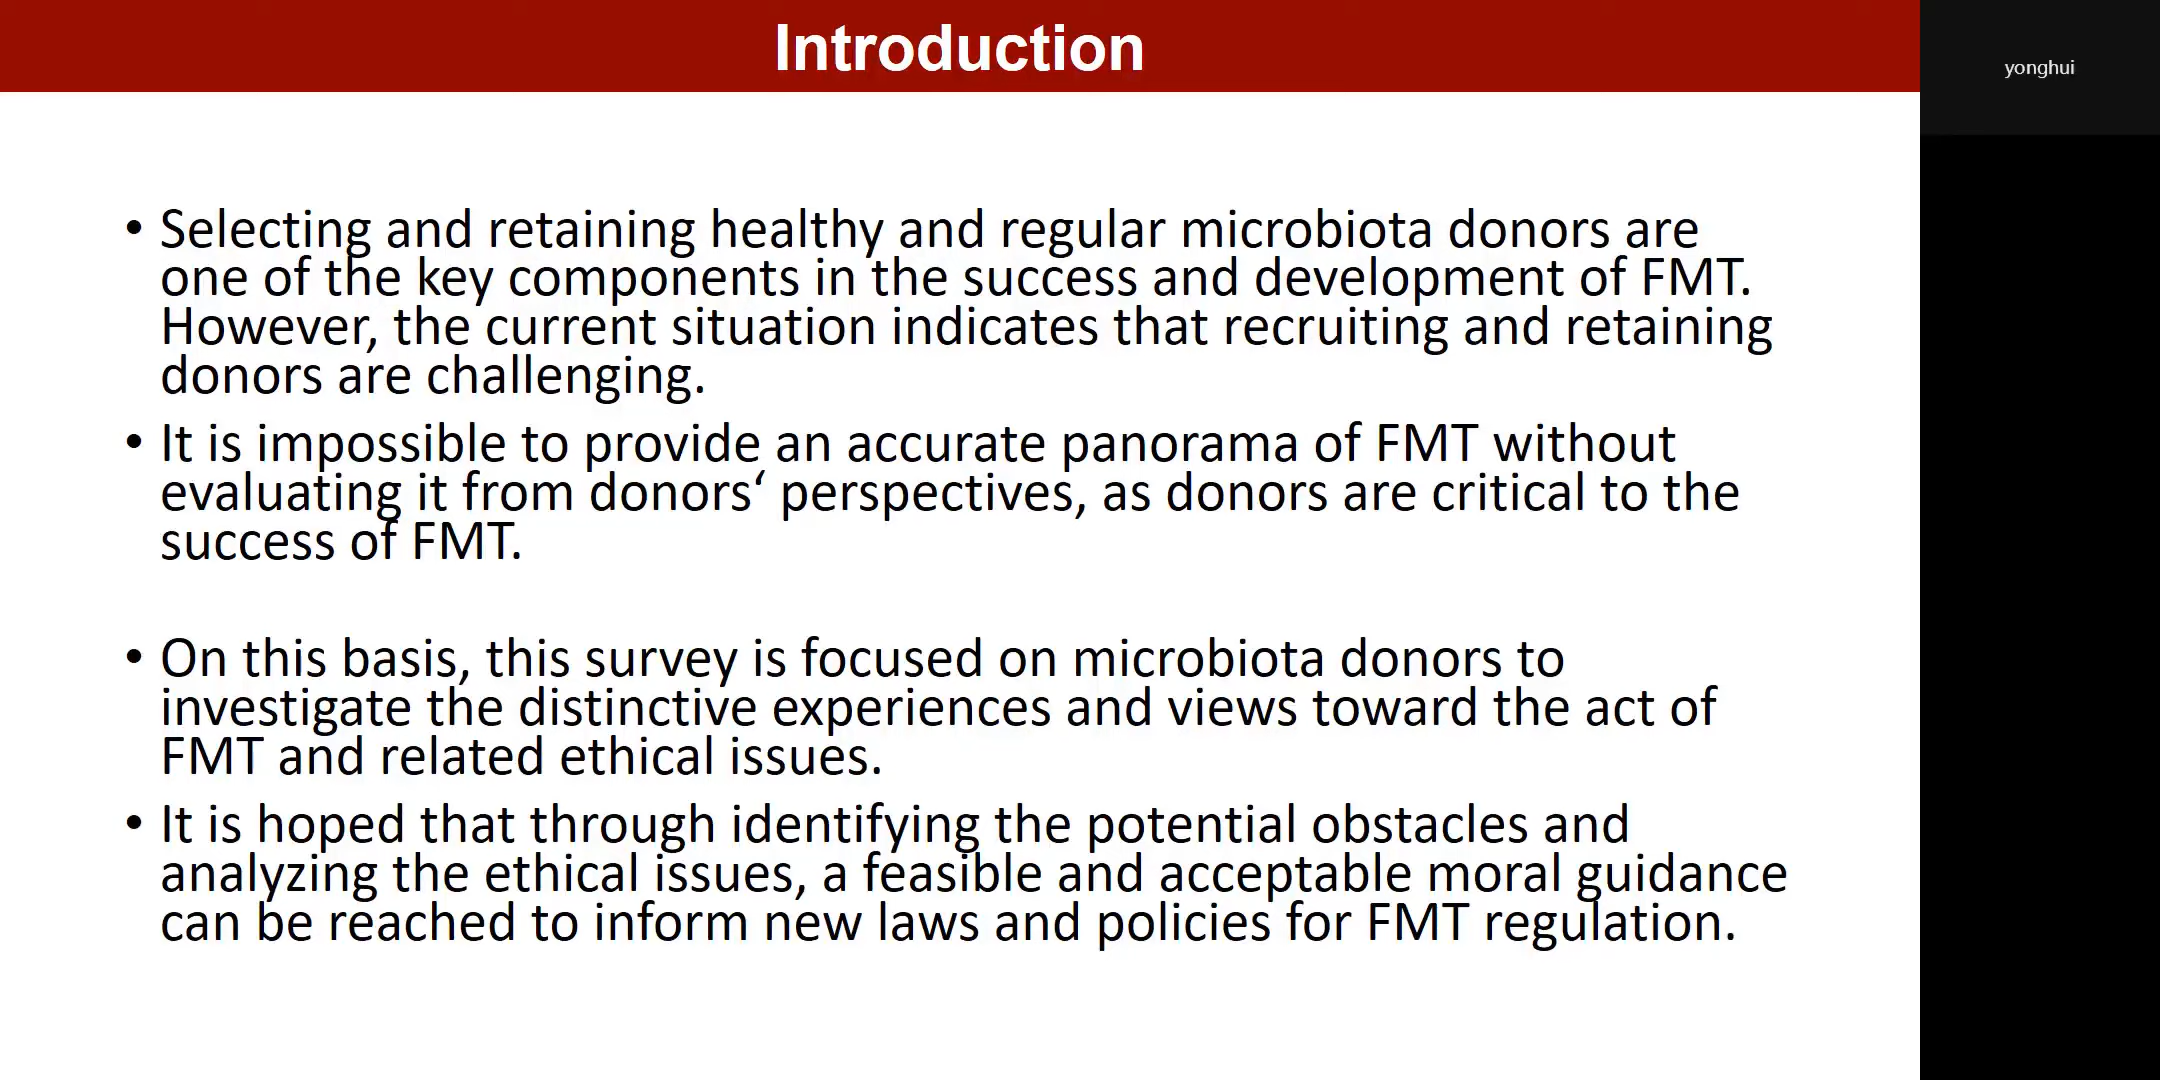 Introduction
yonghui
• Selecting and retaining healthy and regular microbiota donors are
one of the key components in the success and development of FMT.
However, the current situation indicates that recruiting and retaining
donors are challenging.
• It is impossible to provide an accurate panorama of FMT without
evaluating it from donors‘ perspectives, as donors are critical to the
success of FMT.
• On this basis, this survey is focused on microbiota donors to
investigate the distinctive experiences and views toward the act of
FMT and related ethical issues.
• It is hoped that through identifying the potential obstacles and
analyzing the ethical issues, a feasible and acceptable moral guidance
can be reached to inform new laws and policies for FMT regulation.